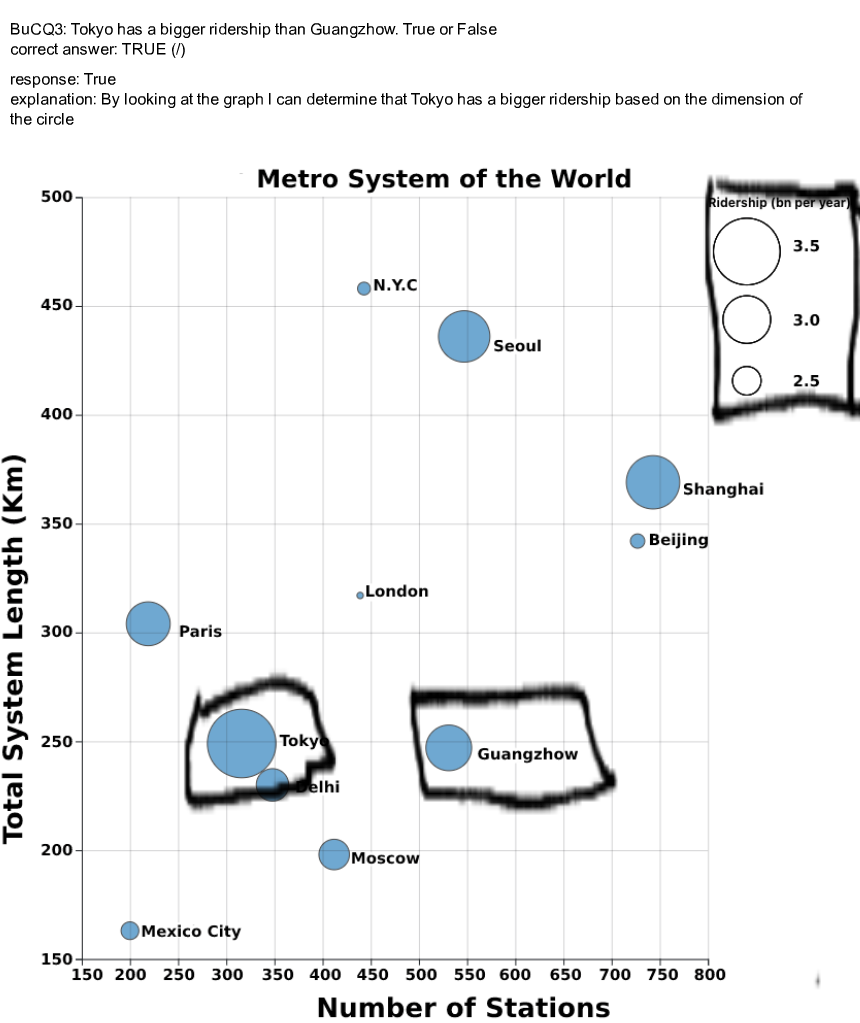 BuCQ3: Tokyo has a bigger ridership than Guangzhow. True or False
correct answer: TRUE (/)
response: True
explanation: By looking at the graph I can determine that Tokyo has a bigger ridership based on the dimension of
the circle
Metro System of the World
Ridership (bn per year)
3.5
3.0
2.5
Total System Length (Km)
500
450
400
350
300
250
200
150
N.Y.C
Seoul
Shanghai
Beijing
London
Paris
Tokyo
Guangzhow
Delhi
Moscow
Mexico City
150 200 250 300 350 400 450 500 550 600 650 700 750 800
Number of Stations